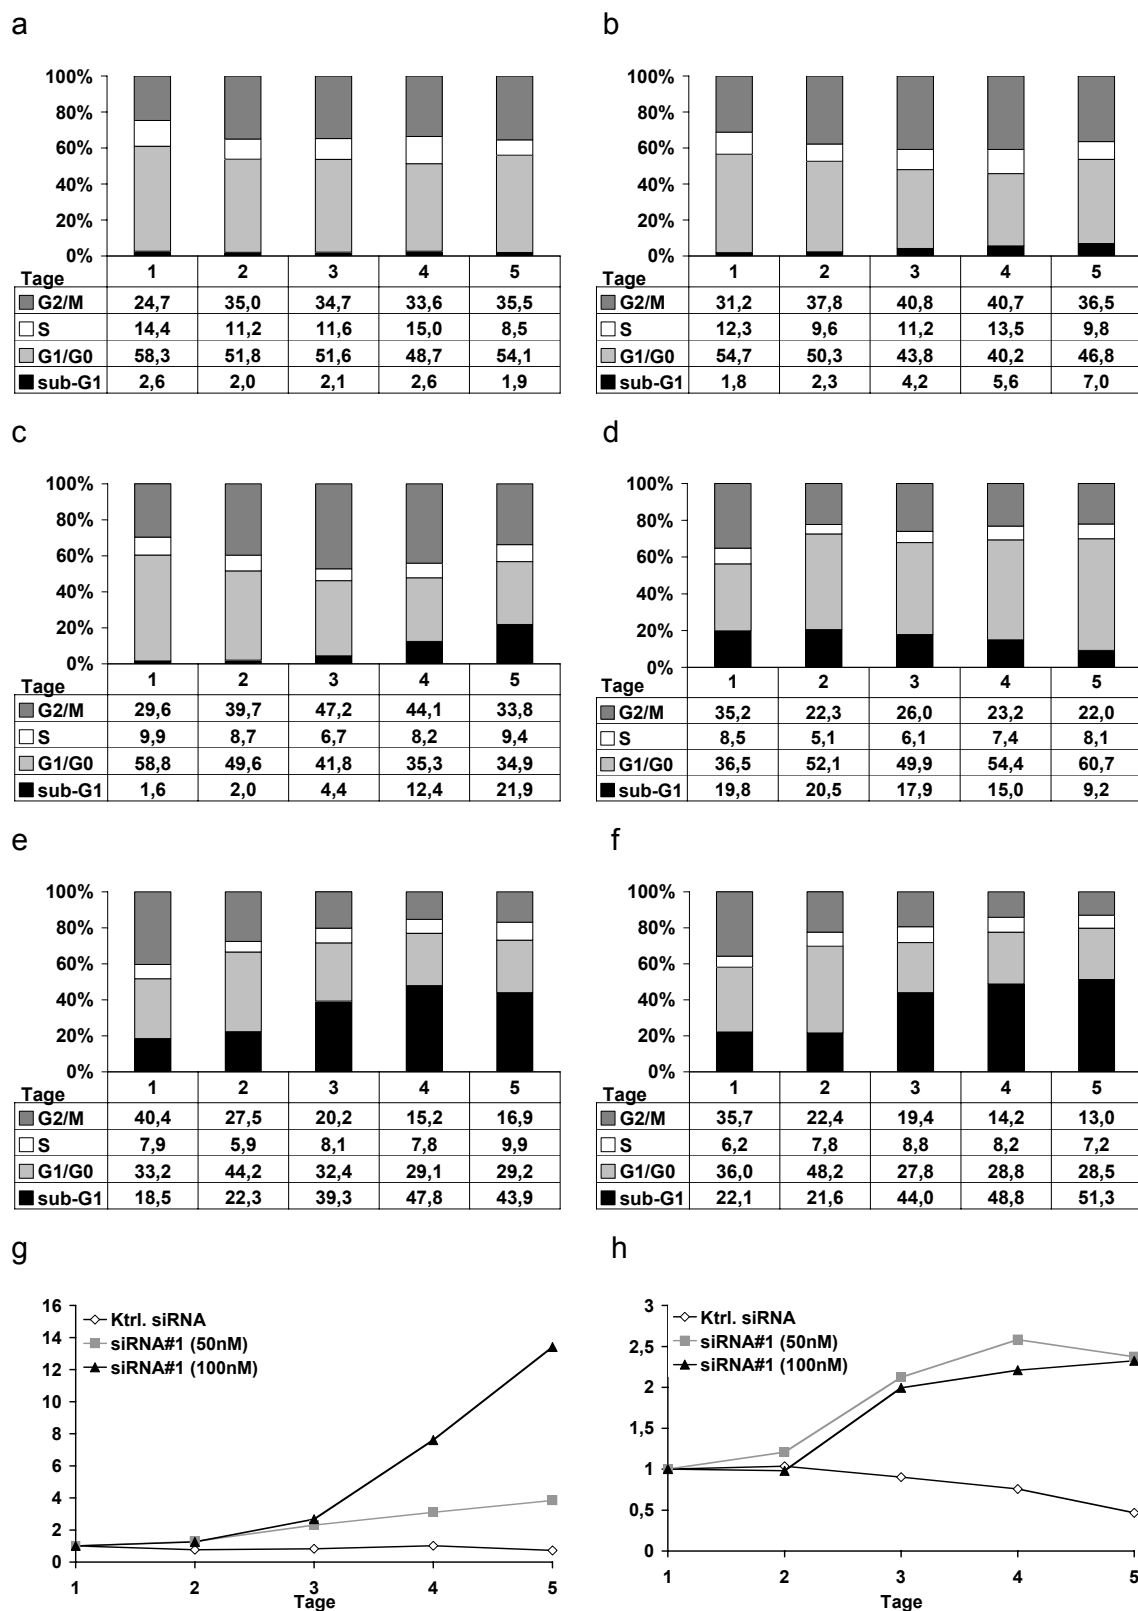 a
100%
80%
60%
40%
20%
0%
Tage 1 2 3 4 5
G2/M 24,7 35,0 34,7 33,6 35,5
S 14,4 11,2 11,6 15,0 8,5
G1/G0 58,3 51,8 51,6 48,7 54,1
sub-G1 2,6 2,0 2,1 2,6 1,9
b
100%
80%
60%
40%
20%
0%
Tage 1 2 3 4 5
G2/M 31,2 37,8 40,8 40,7 36,5
S 12,3 9,6 11,2 13,5 9,8
G1/G0 54,7 50,3 43,8 40,2 46,8
sub-G1 1,8 2,3 4,2 5,6 7,0
c
100%
80%
60%
40%
20%
0%
Tage 1 2 3 4 5
G2/M 29,6 39,7 47,2 44,1 33,8
S 9,9 8,7 6,7 8,2 9,4
G1/G0 58,8 49,6 41,8 35,3 34,9
sub-G1 1,6 2,0 4,4 12,4 21,9
d
100%
80%
60%
40%
20%
0%
Tage 1 2 3 4 5
G2/M 35,2 22,3 26,0 23,2 22,0
S 8,5 5,1 6,1 7,4 8,1
G1/G0 36,5 52,1 49,9 54,4 60,7
sub-G1 19,8 20,5 17,9 15,0 9,2
e
100%
80%
60%
40%
20%
0%
Tage 1 2 3 4 5
G2/M 40,4 27,5 20,2 15,2 16,9
S 7,9 5,9 8,1 7,8 9,9
G1/G0 33,2 44,2 32,4 29,1 29,2
sub-G1 18,5 22,3 39,3 47,8 43,9
f
100%
80%
60%
40%
20%
0%
Tage 1 2 3 4 5
G2/M 35,7 22,4 19,4 14,2 13,0
S 6,2 7,8 8,8 8,2 7,2
G1/G0 36,0 48,2 27,8 28,8 28,5
sub-G1 22,1 21,6 44,0 48,8 51,3
g
16
14
12
10
8
6
4
2
0
Ktrl. siRNA
siRNA#1 (50nM)
siRNA#1 (100nM)
1 2 3 4 5
Tage
h
3
2,5
2
1,5
1
0,5
0
Ktrl. siRNA
siRNA#1 (50nM)
siRNA#1 (100nM)
1 2 3 4 5
Tage